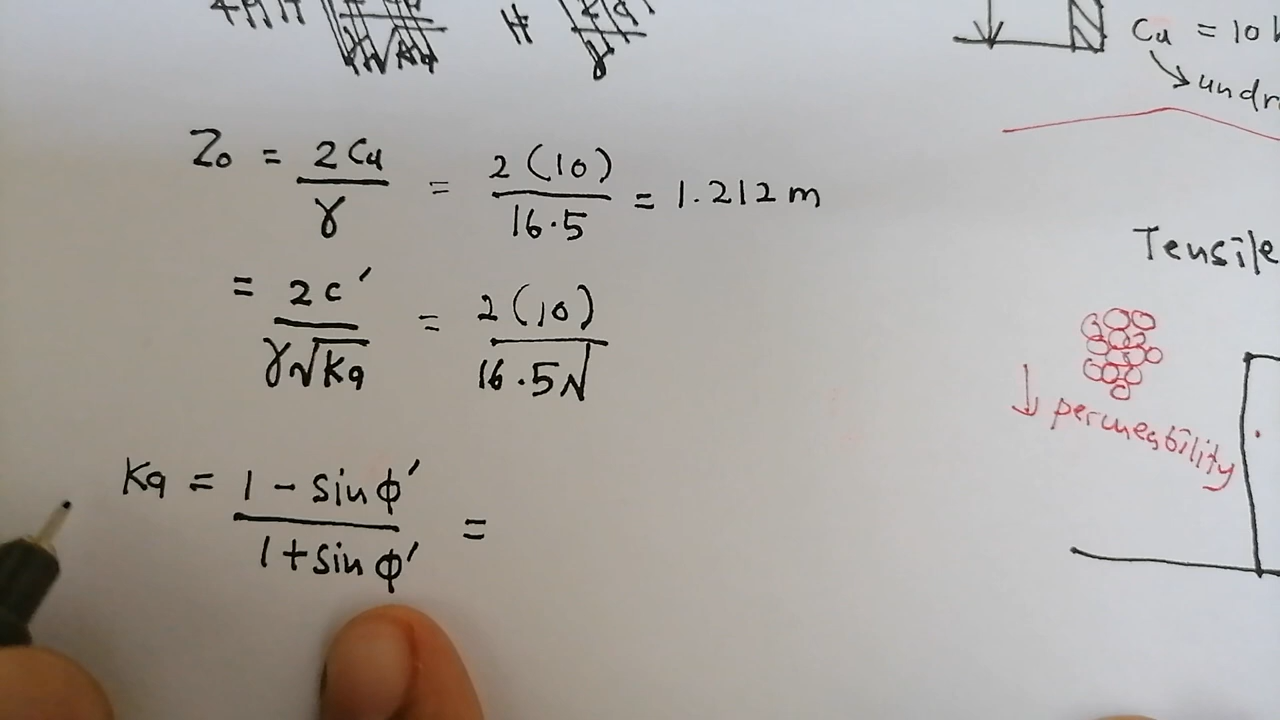 Cu = 10
undr
Zo = 2Cu / γ = 2(10) / 16.5 = 1.212 m
= 2c' / γ√Ka = 2(10) / 16.5√
Ka = 1 - sin φ' / 1 + sin φ' =
Tensile
↓ permeability